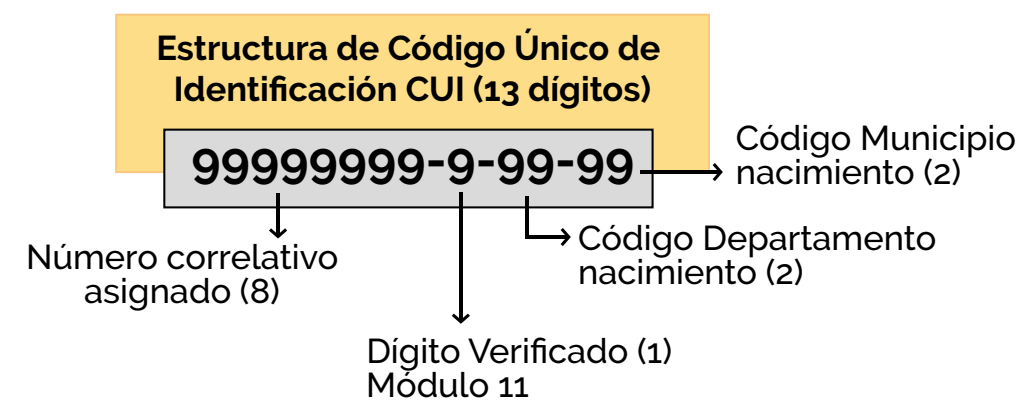 Estructura de Código Único de
Identificación CUI (13 dígitos)
99999999-9-99-99
Código Municipio
nacimiento (2)
Código Departamento
nacimiento (2)
Número correlativo
asignado (8)
Dígito Verificado (1)
Módulo 11